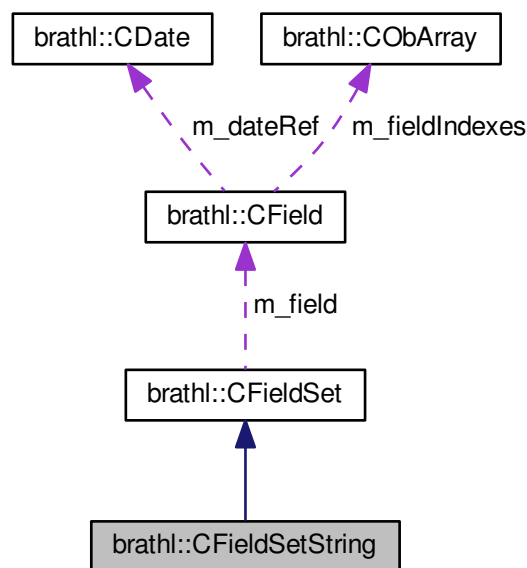 brathl::CDate
brathl::CObArray
m_dateRef
m_fieldIndexes
brathl::CField
m_field
brathl::CFieldSet
brathl::CFieldSetString